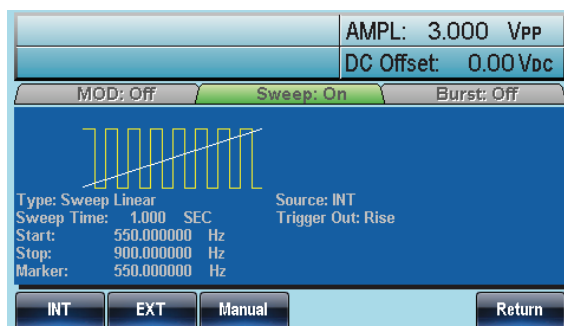 AMPL: 3.000 VPP
DC Offset: 0.00 VDC
MOD: Off Sweep: On Burst: Off
Type: Sweep Linear Source: INT
Sweep Time: 1.000 SEC Trigger Out: Rise
Start: 550.000000 Hz
Stop: 900.000000 Hz
Marker: 550.000000 Hz
INT EXT Manual Return